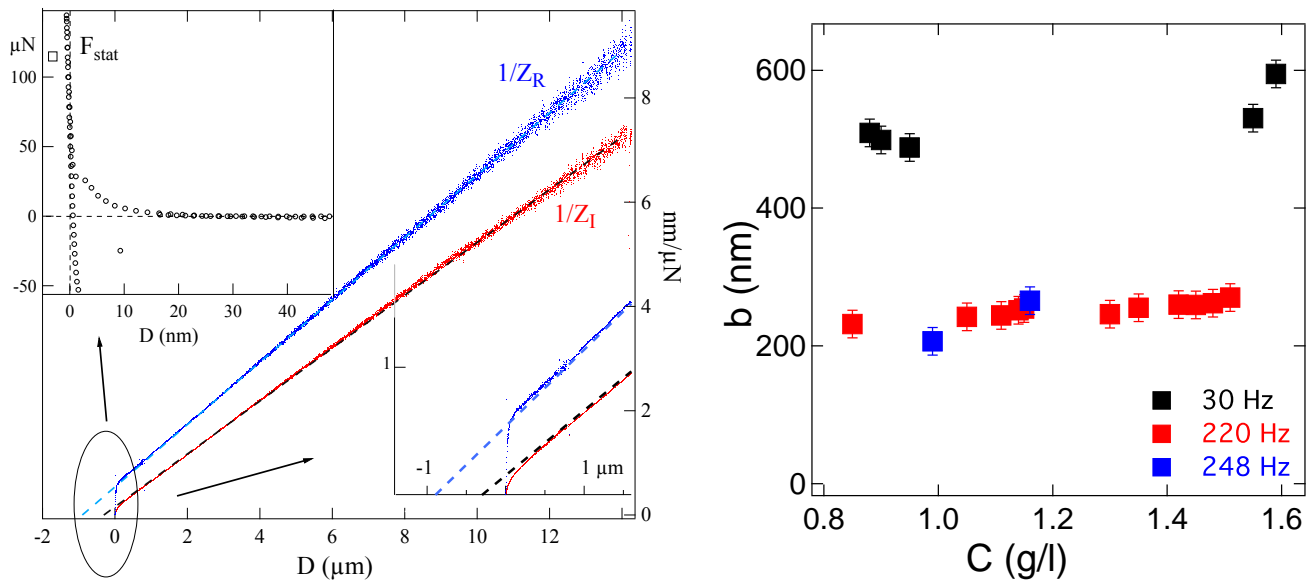 µN
F_stat
100
50
0
-50
0
10
20
30
40
D (nm)
1/Z_R
1/Z_I
8
6
4
2
0
nm/µN
1
-1
1 µm
-2
0
2
4
6
8
10
12
D (µm)
600
400
200
0
b (nm)
30 Hz
220 Hz
248 Hz
0.8
1.0
1.2
1.4
1.6
C (g/l)